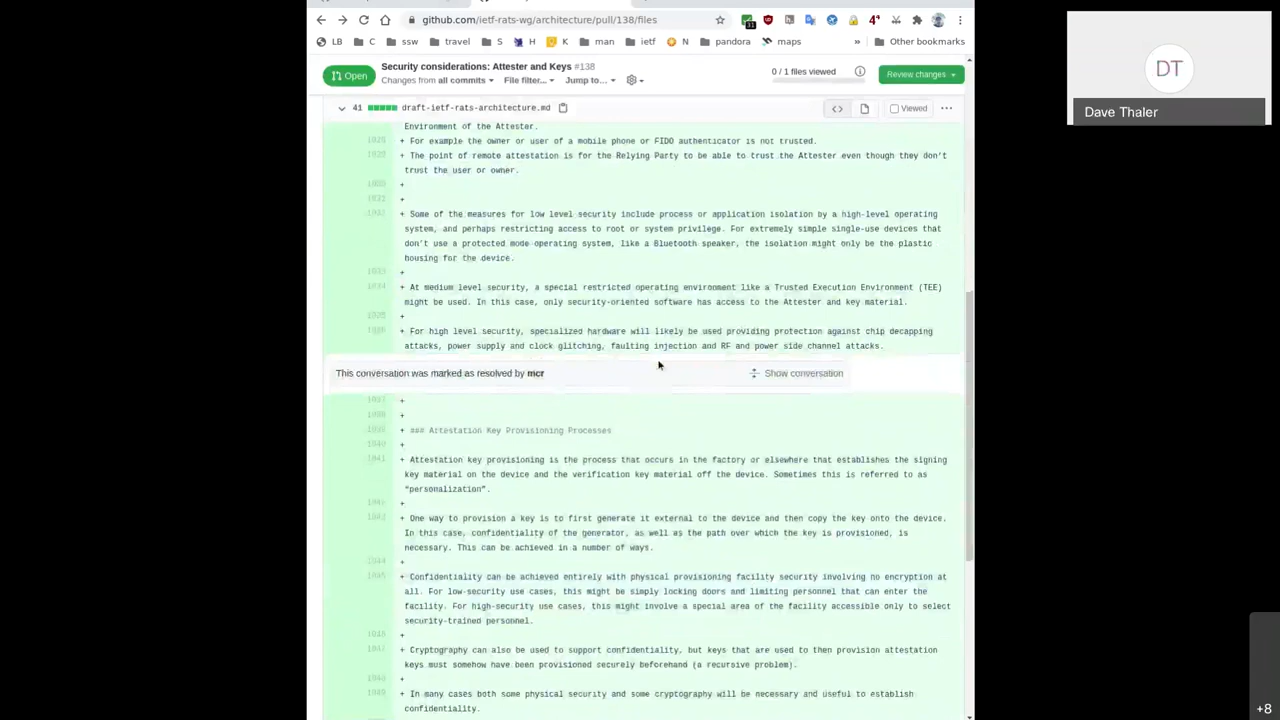 github.com/ietf-rats-wg/architecture/pull/138/files
LB C ssw travel S H K man ietf N pandora maps » Other bookmarks
Open
Security considerations: Attester and Keys #138
Changes from all commits File filter... Jump to...
0 / 1 files viewed
Review changes
41 draft-ietf-rats-architecture.md
Viewed
Environment of the Attester.
+ For example the owner or user of a mobile phone or FIDO authenticator is not trusted.
+ The point of remote attestation is for the Relying Party to be able to trust the Attester even though they don't
trust the user or owner.
+
+
+ Some of the measures for low level security include process or application isolation by a high-level operating
system, and perhaps restricting access to root or system privilege. For extremely simple single-use devices that
don't use a protected mode operating system, like a Bluetooth speaker, the isolation might only be the plastic
housing for the device.
+
+ At medium level security, a special restricted operating environment like a Trusted Execution Environment (TEE)
might be used. In this case, only security-oriented software has access to the Attester and key material.
+
+ For high level security, specialized hardware will likely be used providing protection against chip decapping
attacks, power supply and clock glitching, faulting injection and RF and power side channel attacks.
This conversation was marked as resolved by mcr
Show conversation
+
+
+ ### Attestation Key Provisioning Processes
+
+ Attestation key provisioning is the process that occurs in the factory or elsewhere that establishes the signing
key material on the device and the verification key material off the device. Sometimes this is referred to as
“personalization”.
+
+ One way to provision a key is to first generate it external to the device and then copy the key onto the device.
In this case, confidentiality of the generator, as well as the path over which the key is provisioned, is
necessary. This can be achieved in a number of ways.
+
+ Confidentiality can be achieved entirely with physical provisioning facility security involving no encryption at
all. For low-security use cases, this might be simply locking doors and limiting personnel that can enter the
facility. For high-security use cases, this might involve a special area of the facility accessible only to select
security-trained personnel.
+
+ Cryptography can also be used to support confidentiality, but keys that are used to then provision attestation
keys must somehow have been provisioned securely beforehand (a recursive problem).
+
+ In many cases both some physical security and some cryptography will be necessary and useful to establish
confidentiality.
DT
Dave Thaler
+8